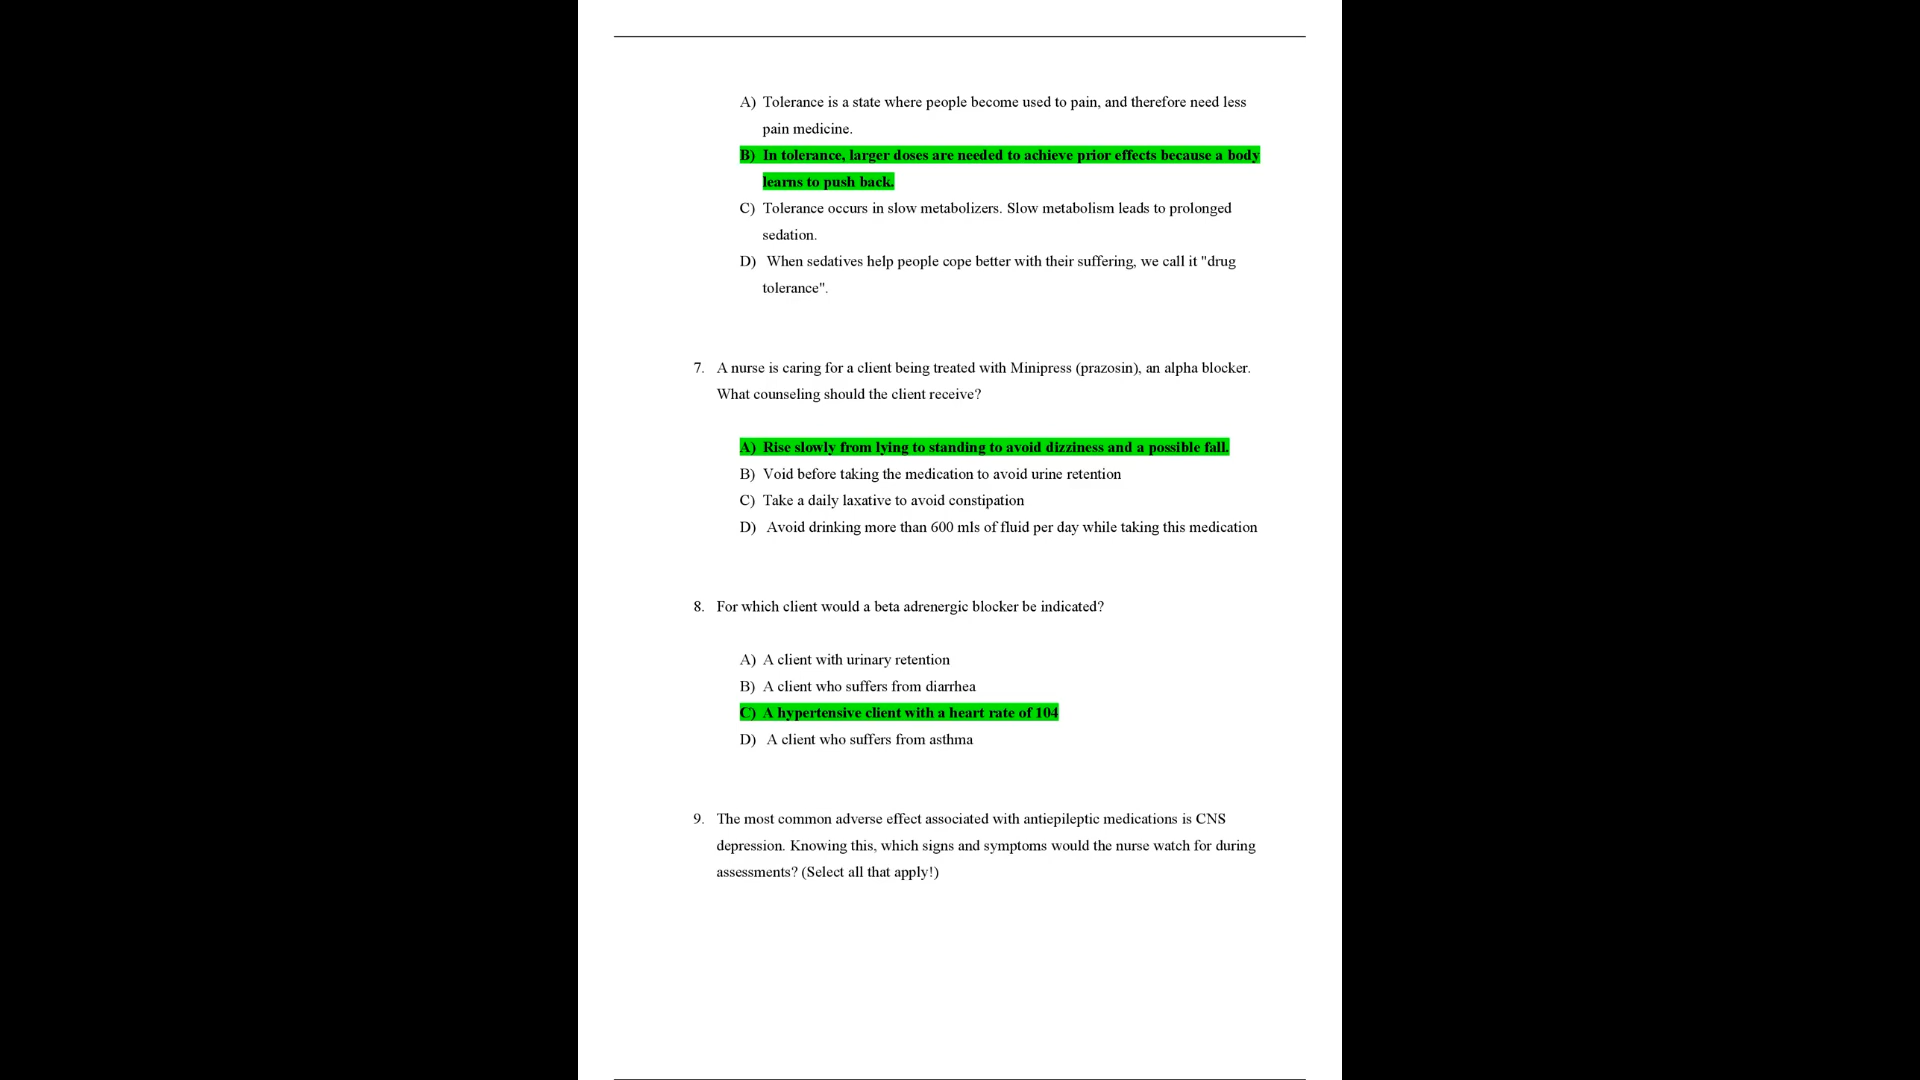 A) Tolerance is a state where people become used to pain, and therefore need less
pain medicine.
B) In tolerance, larger doses are needed to achieve prior effects because a body
learns to push back.
C) Tolerance occurs in slow metabolizers. Slow metabolism leads to prolonged
sedation.
D) When sedatives help people cope better with their suffering, we call it "drug
tolerance".
7. A nurse is caring for a client being treated with Minipress (prazosin), an alpha blocker.
What counseling should the client receive?
A) Rise slowly from lying to standing to avoid dizziness and a possible fall.
B) Void before taking the medication to avoid urine retention
C) Take a daily laxative to avoid constipation
D) Avoid drinking more than 600 mls of fluid per day while taking this medication
8. For which client would a beta adrenergic blocker be indicated?
A) A client with urinary retention
B) A client who suffers from diarrhea
C) A hypertensive client with a heart rate of 104
D) A client who suffers from asthma
9. The most common adverse effect associated with antiepileptic medications is CNS
depression. Knowing this, which signs and symptoms would the nurse watch for during
assessments? (Select all that apply!)